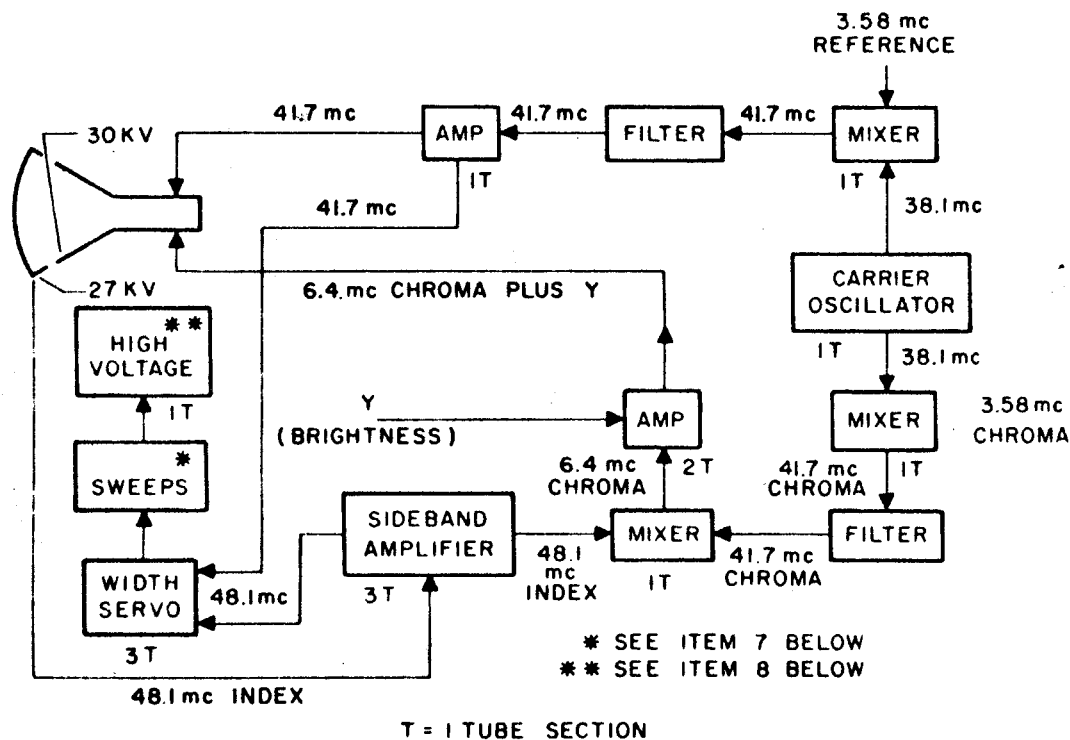 3.58 mc
REFERENCE
41.7 mc
AMP
1T
41.7 mc
FILTER
41.7 mc
MIXER
1T
30 KV
41.7 mc
38.1 mc
27 KV
6.4 mc CHROMA PLUS Y
CARRIER
OSCILLATOR
1T
38.1 mc
**
HIGH
VOLTAGE
1T
Y
(BRIGHTNESS)
AMP
2T
MIXER
1T
3.58 mc
CHROMA
*
SWEEPS
6.4 mc
CHROMA
41.7 mc
CHROMA
SIDEBAND
AMPLIFIER
3T
48.1
mc
INDEX
MIXER
1T
41.7 mc
CHROMA
FILTER
WIDTH
SERVO
3T
48.1 mc
* SEE ITEM 7 BELOW
** SEE ITEM 8 BELOW
48.1 mc INDEX
T = 1 TUBE SECTION